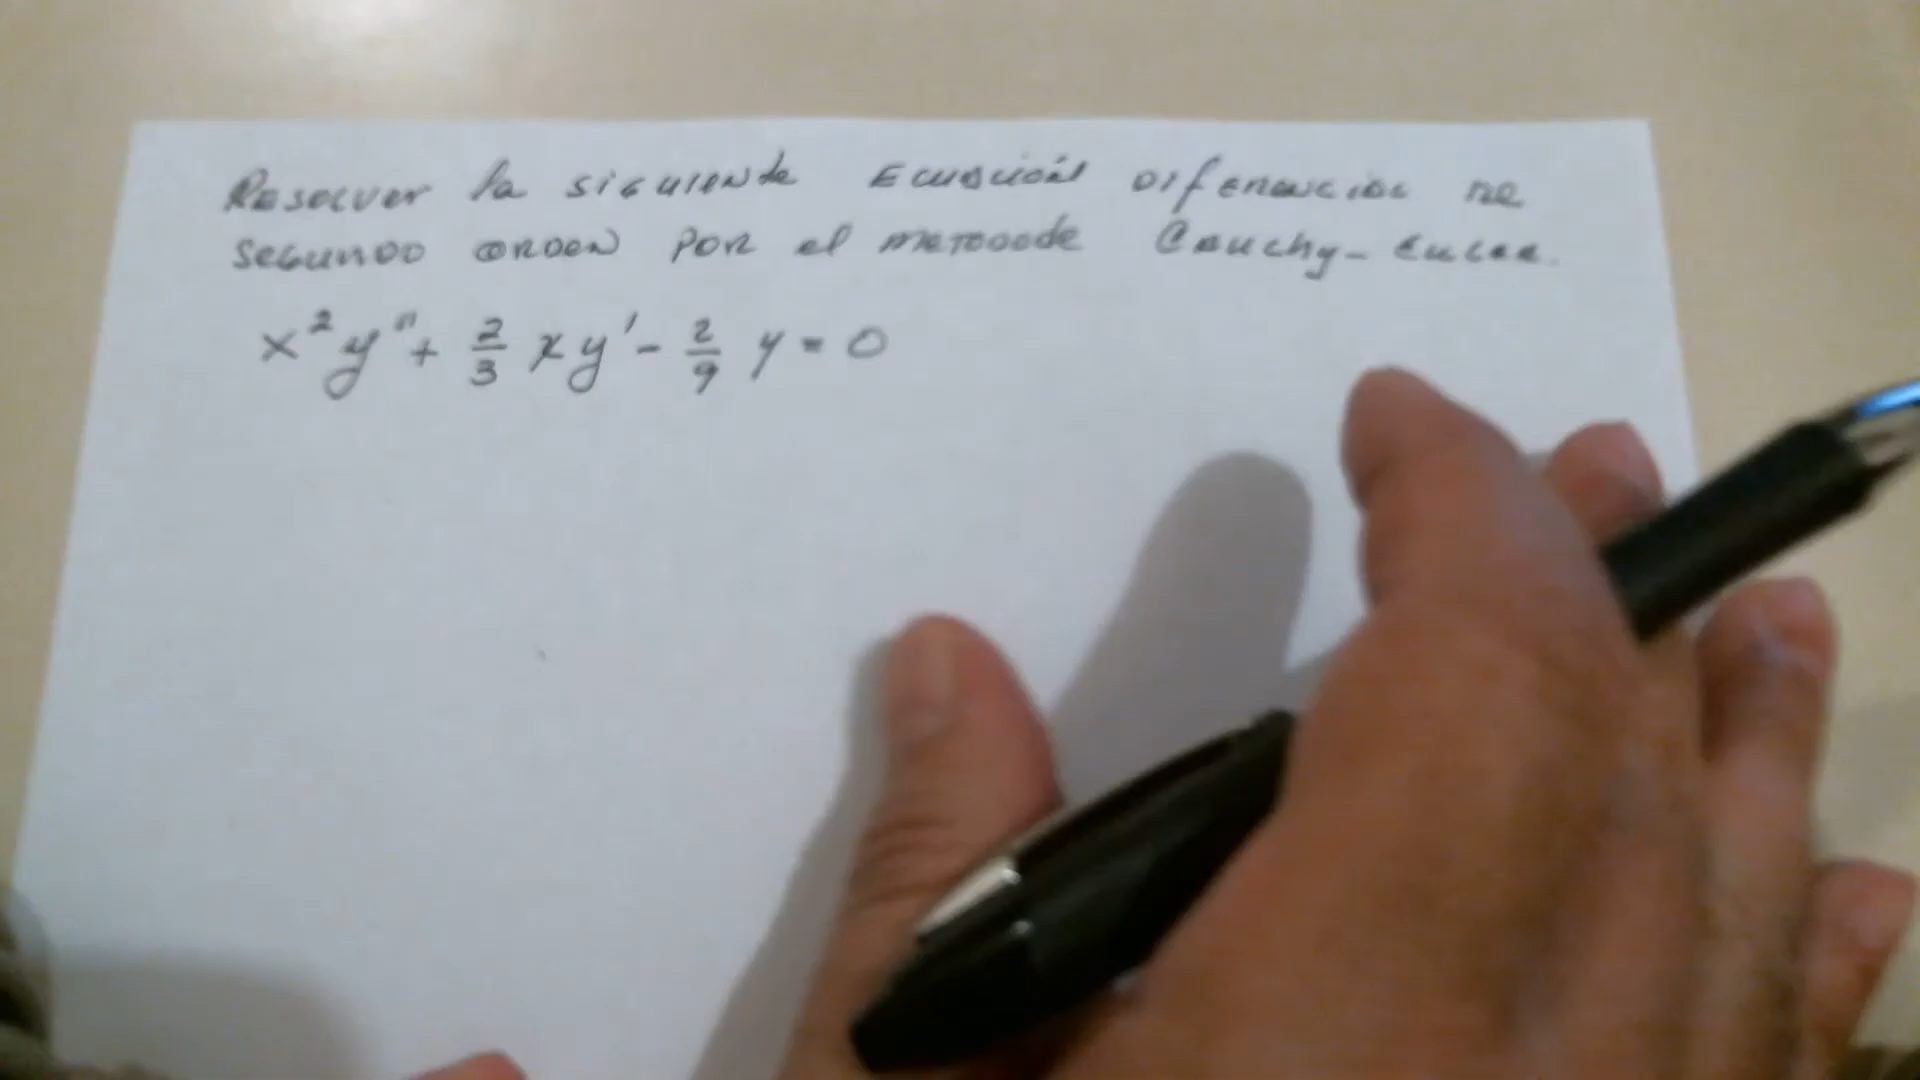 Resolver la siguiente Ecuación Diferencial de
segundo orden por el metodo de Cauchy-Euler.
x²y" + 2/3 xy' - 2/9 y = 0